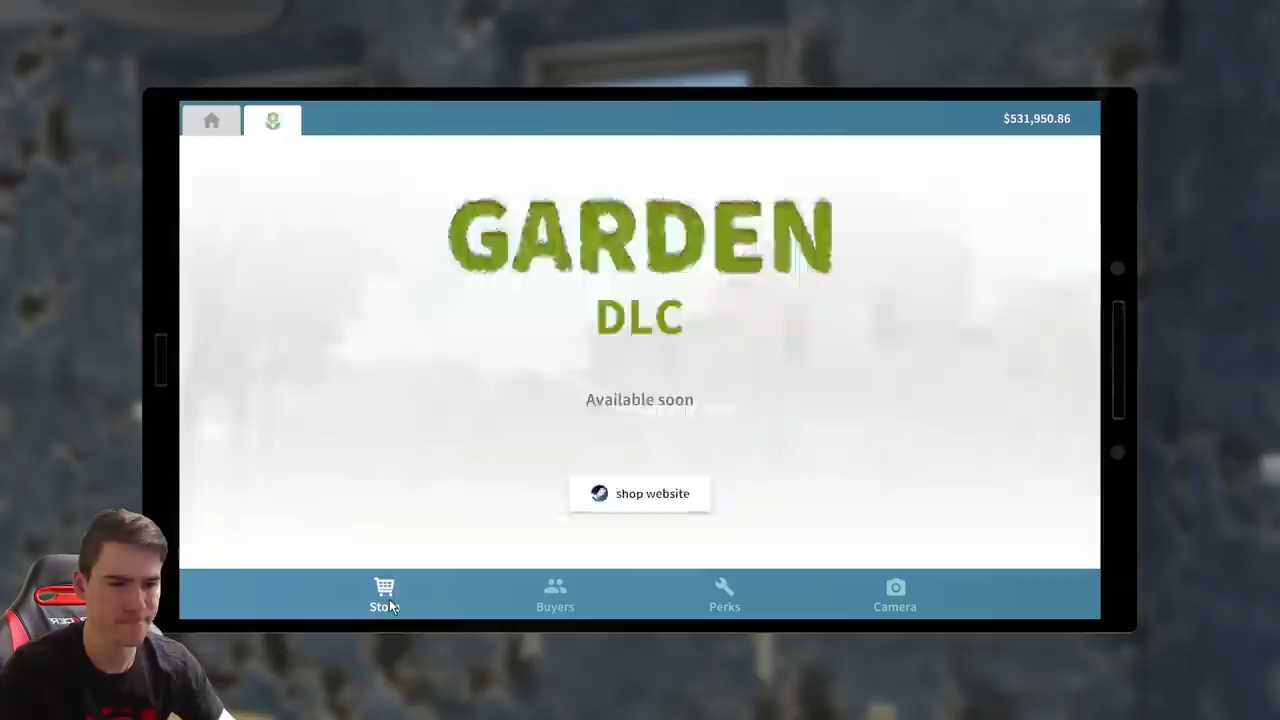 $531,950.86
GARDEN
DLC
Available soon
shop website
Store
Buyers
Perks
Camera